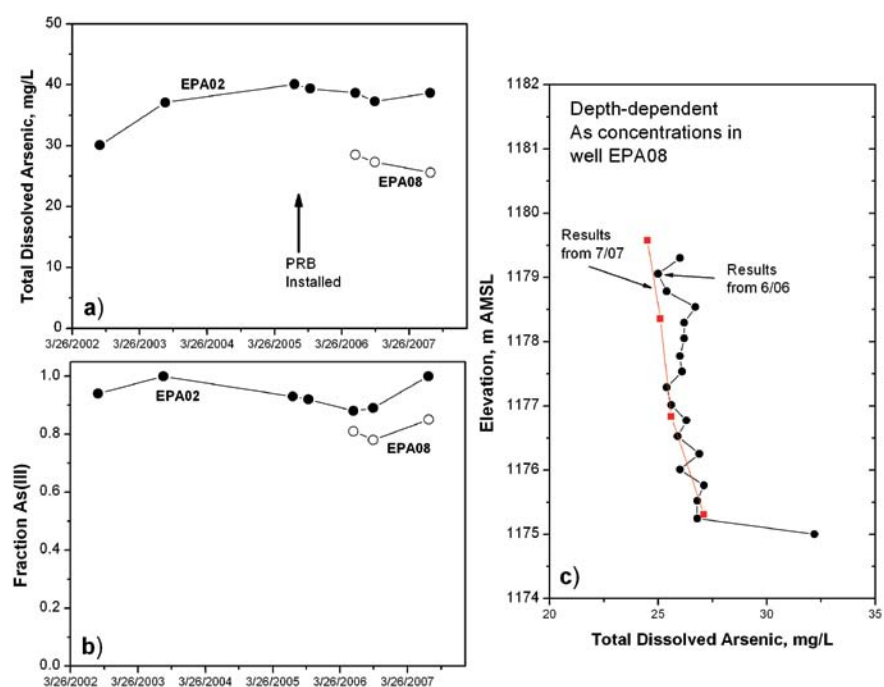 50
40
30
20
10
0
Total Dissolved Arsenic, mg/L
EPA02
EPA08
PRB
Installed
a)
3/26/2002 3/26/2003 3/26/2004 3/26/2005 3/26/2006 3/26/2007
1.0
0.8
0.6
0.4
0.2
0.0
Fraction As(III)
EPA02
EPA08
b)
3/26/2002 3/26/2003 3/26/2004 3/26/2005 3/26/2006 3/26/2007
1182
1181
1180
1179
1178
1177
1176
1175
1174
Elevation, m AMSL
Depth-dependent
As concentrations in
well EPA08
Results
from 7/07
Results
from 6/06
c)
20 25 30 35
Total Dissolved Arsenic, mg/L